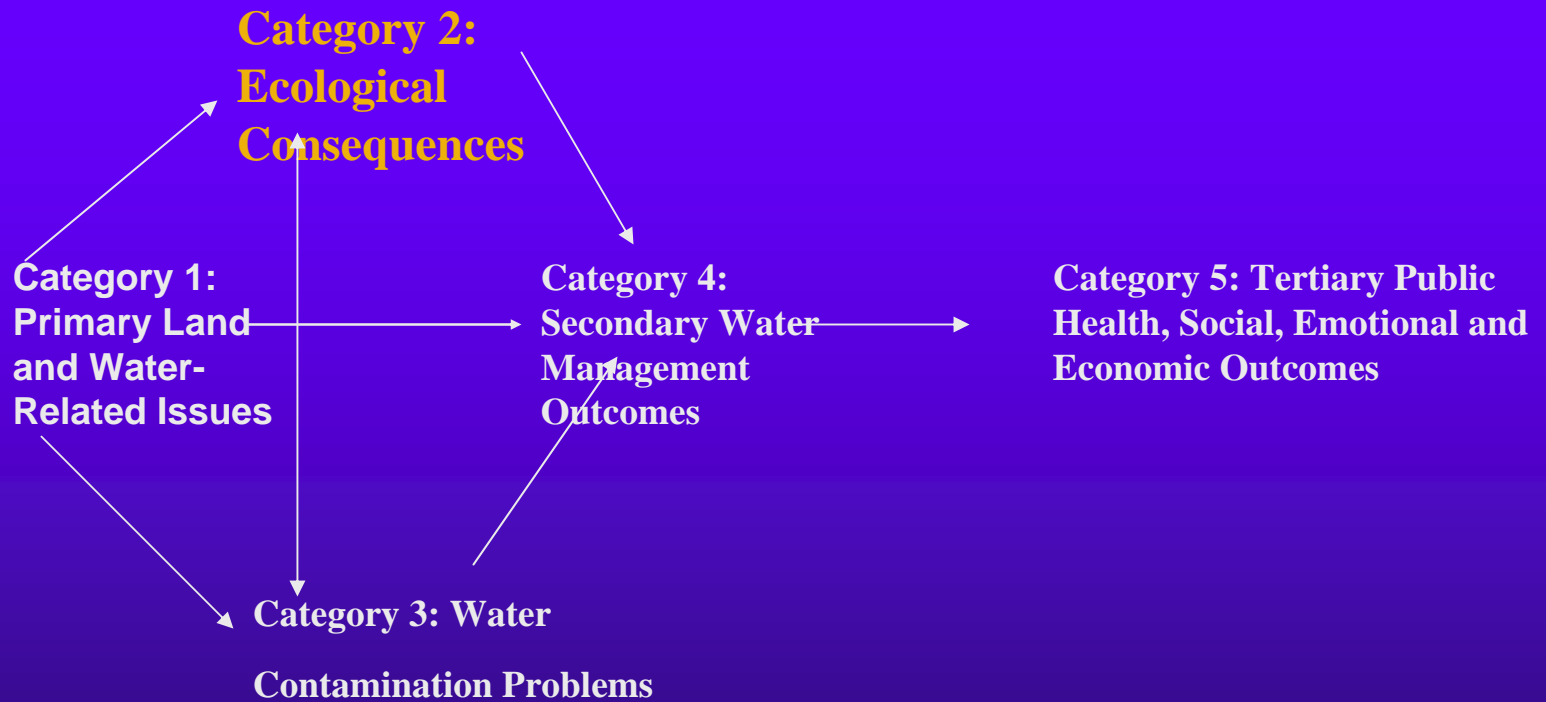 Category 2:
Ecological
Consequences
Category 1:
Primary Land
and Water-
Related Issues
Category 4:
Secondary Water
Management
Outcomes
Category 5: Tertiary Public
Health, Social, Emotional and
Economic Outcomes
Category 3: Water
Contamination Problems